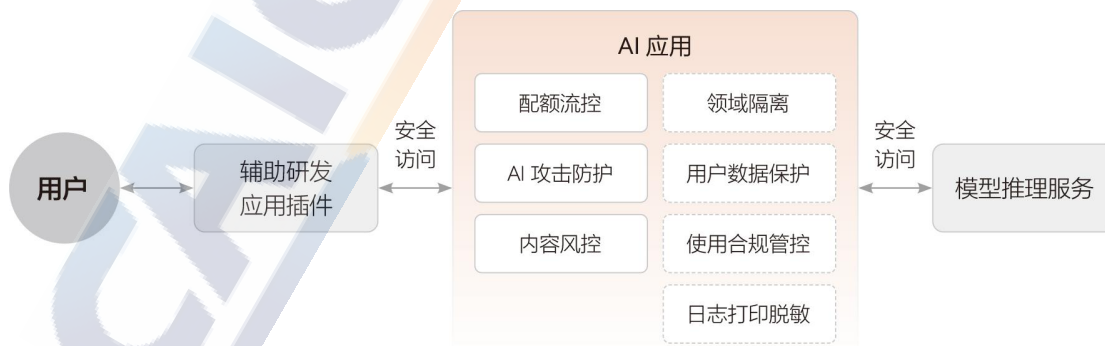 AI 应用
配额流控
领域隔离
安全
访问
安全
访问
用户
辅助研发
应用插件
AI 攻击防护
用户数据保护
模型推理服务
内容风控
使用合规管控
日志打印脱敏